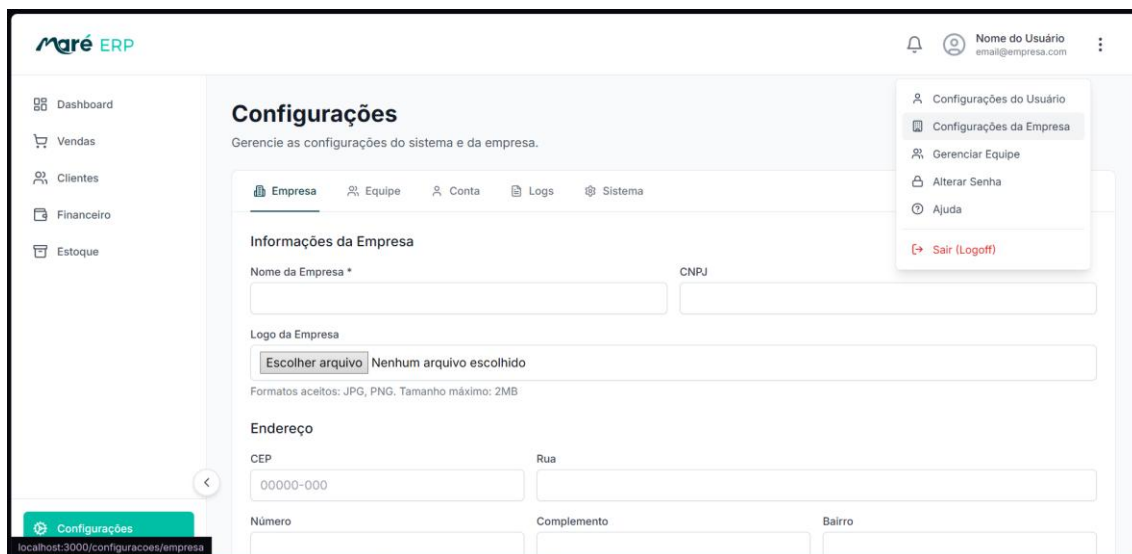 Maré ERP
Nome do Usuário
email@empresa.com
Dashboard
Vendas
Clientes
Financeiro
Estoque
Configurações
localhost:3000/configuracoes/empresa
Configurações
Gerencie as configurações do sistema e da empresa.
Empresa Equipe Conta Logs Sistema
Informações da Empresa
Nome da Empresa * CNPJ
Logo da Empresa
Escolher arquivo Nenhum arquivo escolhido
Formatos aceitos: JPG, PNG. Tamanho máximo: 2MB
Endereço
CEP Rua
00000-000
Número Complemento Bairro
Configurações do Usuário
Configurações da Empresa
Gerenciar Equipe
Alterar Senha
Ajuda
Sair (Logoff)